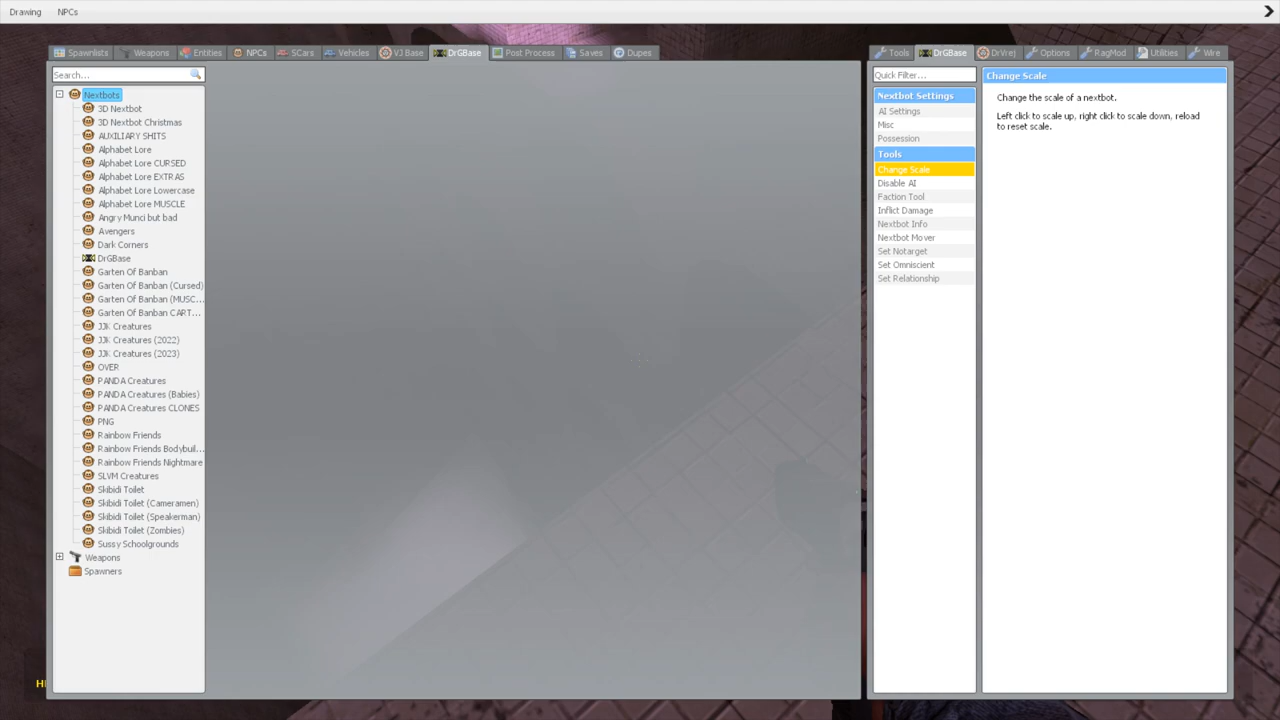 Drawing NPCs
Spawnlists Weapons Entities NPCs SCars Vehicles VJ Base DrGBase Post Process Saves Dupes
Search...
Nextbots
3D Nextbot
3D Nextbot Christmas
AUXILIARY SHITS
Alphabet Lore
Alphabet Lore CURSED
Alphabet Lore EXTRAS
Alphabet Lore Lowercase
Alphabet Lore MUSCLE
Angry Munci but bad
Avengers
Dark Corners
DrGBase
Garten Of Banban
Garten Of Banban (Cursed)
Garten Of Banban (MUSC...
Garten Of Banban CART...
JJK Creatures
JJK Creatures (2022)
JJK Creatures (2023)
OVER
PANDA Creatures
PANDA Creatures (Babies)
PANDA Creatures CLONES
PNG
Rainbow Friends
Rainbow Friends Bodybuil...
Rainbow Friends Nightmare
SLVM Creatures
Skibidi Toilet
Skibidi Toilet (Cameramen)
Skibidi Toilet (Speakerman)
Skibidi Toilet (Zombies)
Sussy Schoolgrounds
Weapons
Spawners
Tools DrGBase DrVrej Options RagMod Utilities Wire
Quick Filter...
Nextbot Settings
AI Settings
Misc
Possession
Tools
Change Scale
Disable AI
Faction Tool
Inflict Damage
Nextbot Info
Nextbot Mover
Set Notarget
Set Omniscient
Set Relationship
Change Scale
Change the scale of a nextbot.
Left click to scale up, right click to scale down, reload
to reset scale.